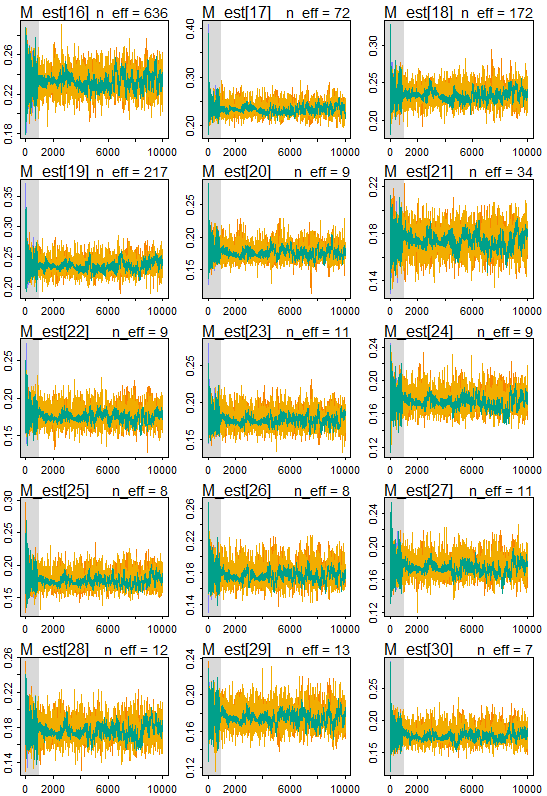 M_est[16] n_eff = 636
M_est[17] n_eff = 72
M_est[18] n_eff = 172
0.18 0.22 0.26
0.20 0.30 0.40
0.20 0.25 0.30
0 2000 6000 10000
0 2000 6000 10000
0 2000 6000 10000
M_est[19] n_eff = 217
M_est[20] n_eff = 9
M_est[21] n_eff = 34
0.20 0.25 0.30 0.35
0.15 0.20 0.25
0.14 0.18 0.22
0 2000 6000 10000
0 2000 6000 10000
0 2000 6000 10000
M_est[22] n_eff = 9
M_est[23] n_eff = 11
M_est[24] n_eff = 9
0.15 0.20 0.25
0.15 0.20 0.25
0.12 0.16 0.20 0.24
0 2000 6000 10000
0 2000 6000 10000
0 2000 6000 10000
M_est[25] n_eff = 8
M_est[26] n_eff = 8
M_est[27] n_eff = 11
0.15 0.20 0.25 0.30
0.14 0.18 0.22 0.26
0.12 0.16 0.20 0.24
0 2000 6000 10000
0 2000 6000 10000
0 2000 6000 10000
M_est[28] n_eff = 12
M_est[29] n_eff = 13
M_est[30] n_eff = 7
0.14 0.18 0.22 0.26
0.12 0.16 0.20 0.24
0.15 0.20 0.25
0 2000 6000 10000
0 2000 6000 10000
0 2000 6000 10000